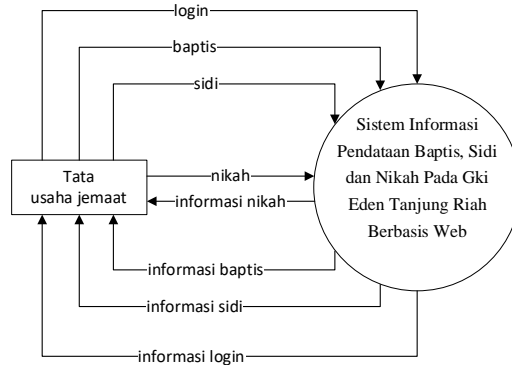 login
baptis
sidi
Sistem Informasi
Pendataan Baptis, Sidi
dan Nikah Pada Gki
Eden Tanjung Riah
Berbasis Web
Tata
usaha jemaat
nikah
informasi nikah
informasi baptis
informasi sidi
informasi login